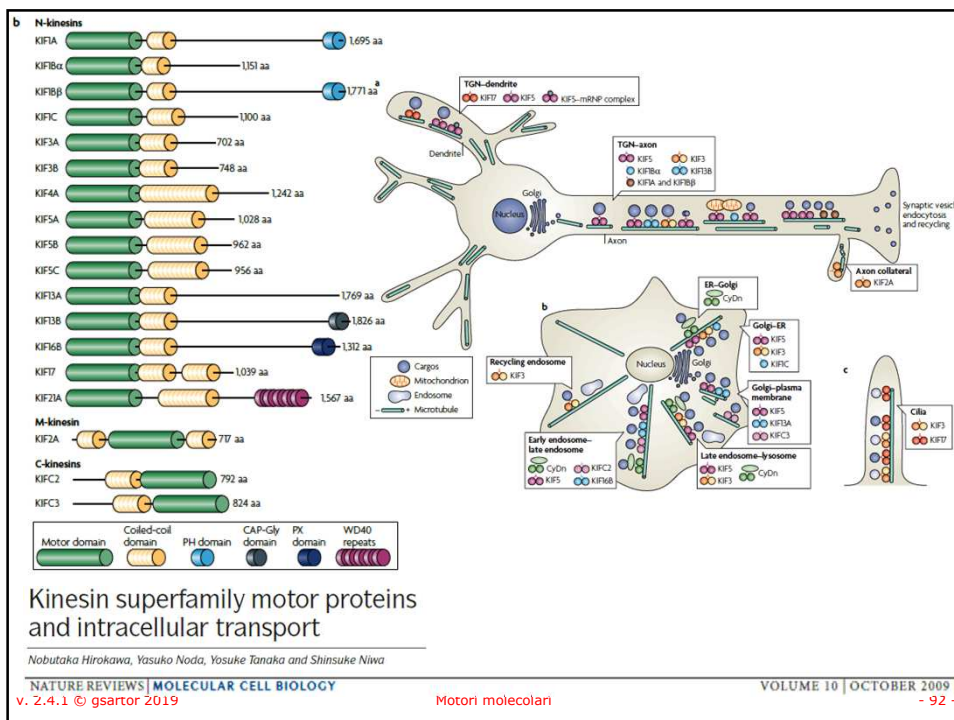 b N-kinesins
KIF1A 1,695 aa
KIF1Bα 1,151 aa
KIF1Bβ 1,771 aa
KIF1C 1,100 aa
KIF3A 702 aa
KIF3B 748 aa
KIF4A 1,242 aa
KIF5A 1,028 aa
KIF5B 962 aa
KIF5C 956 aa
KIF13A 1,769 aa
KIF13B 1,826 aa
KIF16B 1,312 aa
KIF17 1,039 aa
KIF21A 1,567 aa
M-kinesin
KIF2A 717 aa
C-kinesins
KIFC2 792 aa
KIFC3 824 aa
Motor domain
Coiled-coil
domain
PH domain
CAP-Gly
domain
PX
domain
WD40
repeats
a
TGN–dendrite
KIF17 KIF5 KIF5–mRNP complex
Dendrite
Golgi
Nucleus
Axon
TGN–axon
KIF5 KIF3
KIF1Bα KIF13B
KIF1A and KIF1Bβ
Synaptic vesicle
endocytosis
and recycling
Axon collateral
KIF2A
Cargos
Mitochondrion
Endosome
– + Microtubule
b
ER–Golgi
CyDn
Golgi–ER
KIF5
KIF3
KIF1C
Recycling endosome
KIF3
Nucleus
Golgi
Golgi–plasma
membrane
KIF5
KIF13A
KIFC3
Early endosome–
late endosome
CyDn KIFC2
KIF5 KIF16B
Late endosome–lysosome
KIF5 CyDn
KIF3
c
Cilia
KIF3
KIF17
Kinesin superfamily motor proteins
and intracellular transport
Nobutaka Hirokawa, Yasuko Noda, Yosuke Tanaka and Shinsuke Niwa
NATURE REVIEWS | MOLECULAR CELL BIOLOGY VOLUME 10 | OCTOBER 2009
v. 2.4.1 © gsartor 2019 Motori molecolari - 92 -